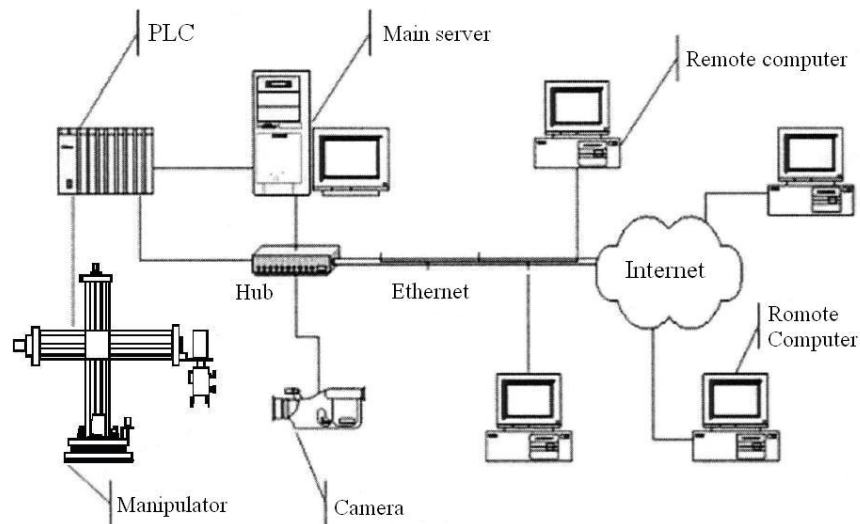 PLC
Main server
Remote computer
Internet
Hub
Ethernet
Romote
Computer
Manipulator
Camera